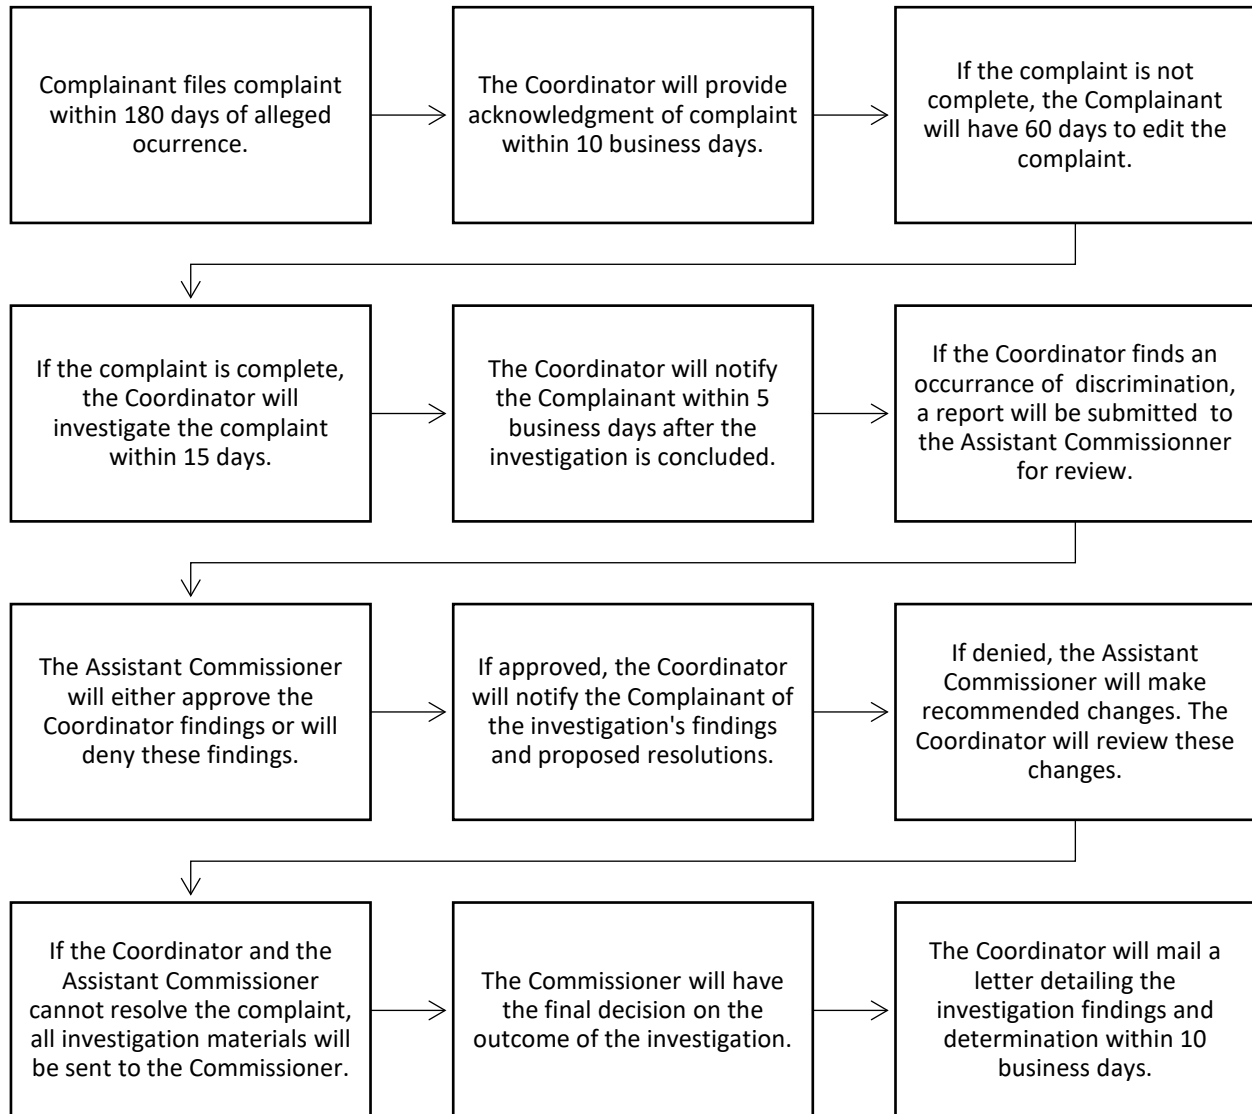 Complainant files complaint
within 180 days of alleged
ocurrence.
The Coordinator will provide
acknowledgment of complaint
within 10 business days.
If the complaint is not
complete, the Complainant
will have 60 days to edit the
complaint.
If the complaint is complete,
the Coordinator will
investigate the complaint
within 15 days.
The Coordinator will notify
the Complainant within 5
business days after the
investigation is concluded.
If the Coordinator finds an
occurrance of discrimination,
a report will be submitted to
the Assistant Commissionner
for review.
The Assistant Commissioner
will either approve the
Coordinator findings or will
deny these findings.
If approved, the Coordinator
will notify the Complainant of
the investigation's findings
and proposed resolutions.
If denied, the Assistant
Commissioner will make
recommended changes. The
Coordinator will review these
changes.
If the Coordinator and the
Assistant Commissioner
cannot resolve the complaint,
all investigation materials will
be sent to the Commissioner.
The Commissioner will have
the final decision on the
outcome of the investigation.
The Coordinator will mail a
letter detailing the
investigation findings and
determination within 10
business days.